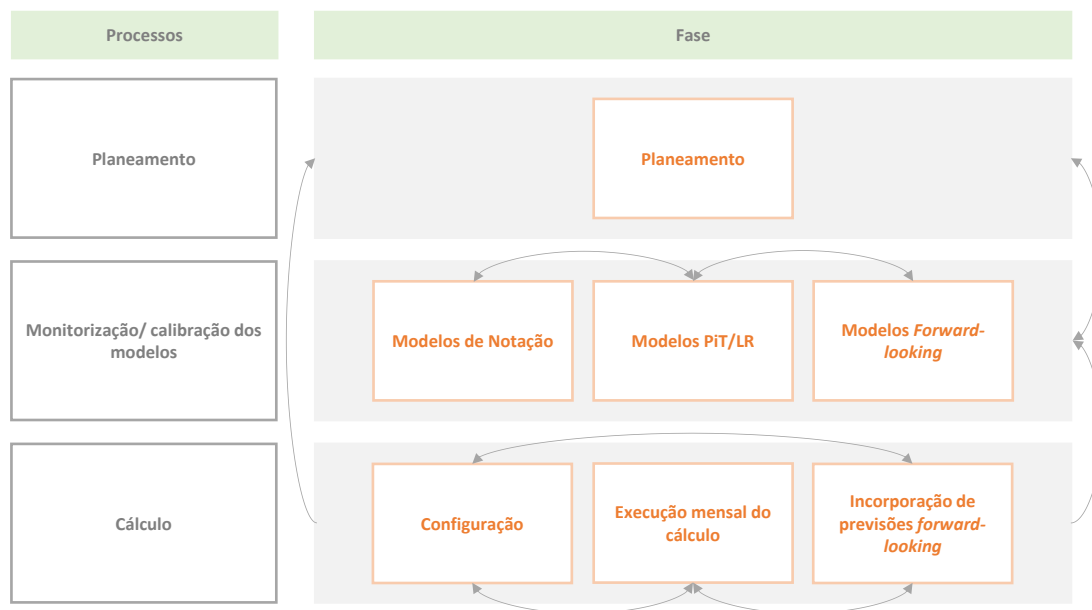 Processos
Fase
Planeamento
Planeamento
Monitorização/ calibração dos
modelos
Modelos de Notação
Modelos PiT/LR
Modelos Forward-
looking
Cálculo
Configuração
Execução mensal do
cálculo
Incorporação de
previsões forward-
looking